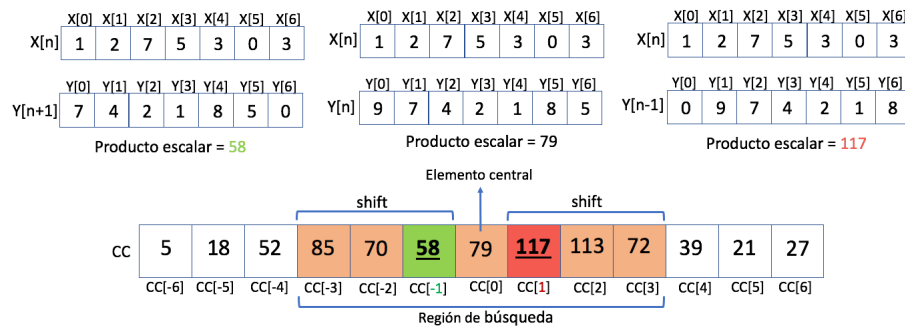 X[0] X[1] X[2] X[3] X[4] X[5] X[6]
X[n] 1 2 7 5 3 0 3
Y[0] Y[1] Y[2] Y[3] Y[4] Y[5] Y[6]
Y[n+1] 7 4 2 1 8 5 0
Producto escalar = 58
X[0] X[1] X[2] X[3] X[4] X[5] X[6]
X[n] 1 2 7 5 3 0 3
Y[0] Y[1] Y[2] Y[3] Y[4] Y[5] Y[6]
Y[n] 9 7 4 2 1 8 5
Producto escalar = 79
X[0] X[1] X[2] X[3] X[4] X[5] X[6]
X[n] 1 2 7 5 3 0 3
Y[0] Y[1] Y[2] Y[3] Y[4] Y[5] Y[6]
Y[n-1] 0 9 7 4 2 1 8
Producto escalar = 117
Elemento central
shift shift
CC 5 18 52 85 70 58 79 117 113 72 39 21 27
CC[-6] CC[-5] CC[-4] CC[-3] CC[-2] CC[-1] CC[0] CC[1] CC[2] CC[3] CC[4] CC[5] CC[6]
Región de búsqueda